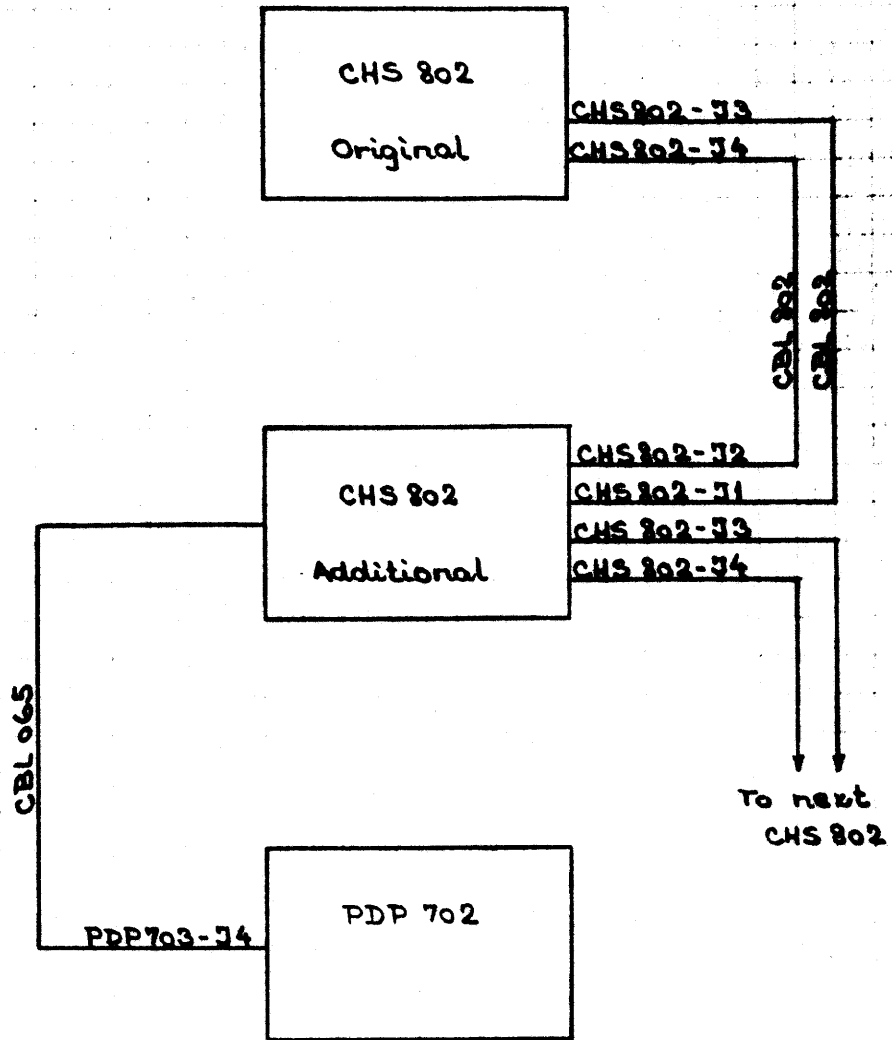 CHS 802
Original
CHS802-J3
CHS802-J4
CBL 802
CBL 802
CHS 802
Additional
CHS802-J2
CHS802-J1
CHS 802-J3
CHS 802-J4
CBL 065
To next
CHS 802
PDP 702
PDP703-J4